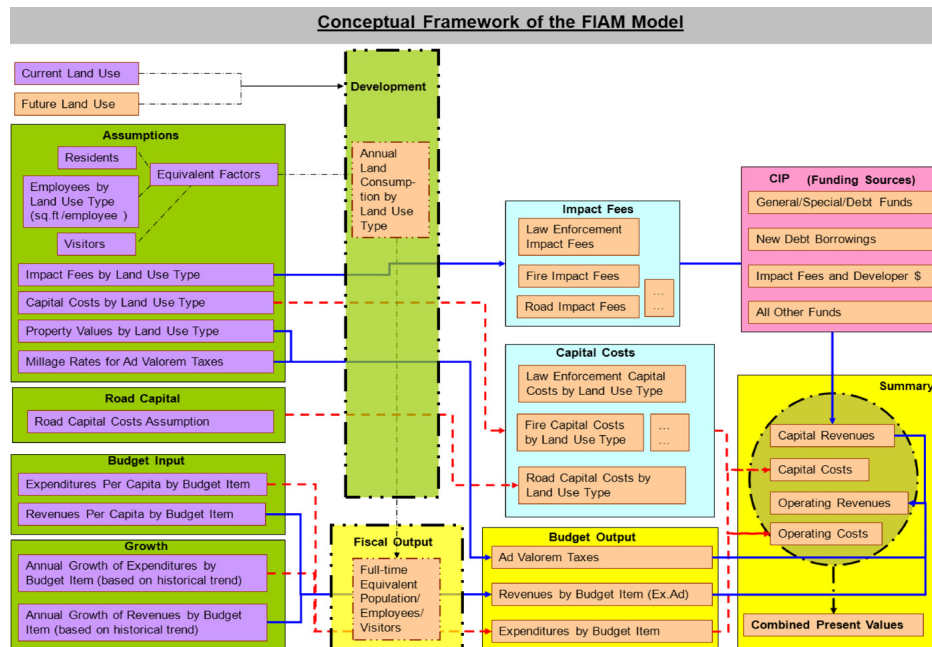 Conceptual Framework of the FIAM Model
Current Land Use
Future Land Use
Development
Annual
Land
Consump-
tion by
Land Use
Type
Assumptions
Residents
Equivalent Factors
Employees by
Land Use Type
(sq.ft/employee )
Visitors
Impact Fees by Land Use Type
Capital Costs by Land Use Type
Property Values by Land Use Type
Millage Rates for Ad Valorem Taxes
Road Capital
Road Capital Costs Assumption
Budget Input
Expenditures Per Capita by Budget Item
Revenues Per Capita by Budget Item
Growth
Annual Growth of Expenditures by
Budget Item (based on historical trend)
Annual Growth of Revenues by Budget
Item (based on historical trend)
Fiscal Output
Full-time
Equivalent
Population/
Employees/
Visitors
Impact Fees
Law Enforcement
Impact Fees
Fire Impact Fees
Road Impact Fees
...
...
Capital Costs
Law Enforcement Capital
Costs by Land Use Type
Fire Capital Costs
by Land Use Type
...
...
Road Capital Costs by
Land Use Type
Budget Output
Ad Valorem Taxes
Revenues by Budget Item (Ex.Ad)
Expenditures by Budget Item
CIP (Funding Sources)
General/Special/Debt Funds
New Debt Borrowings
Impact Fees and Developer $
All Other Funds
Summary
Capital Revenues
Capital Costs
Operating Revenues
Operating Costs
Combined Present Values